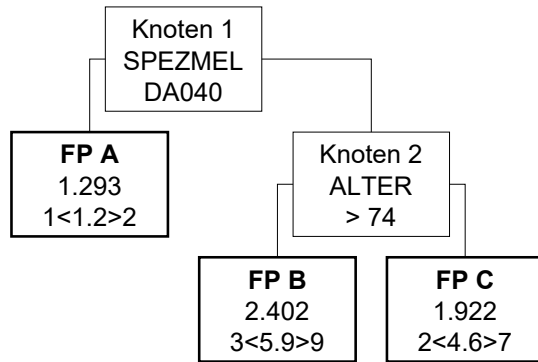 Knoten 1
SPEZMEL
DA040
FP A
1.293
1<1.2>2
Knoten 2
ALTER
> 74
FP B
2.402
3<5.9>9
FP C
1.922
2<4.6>7